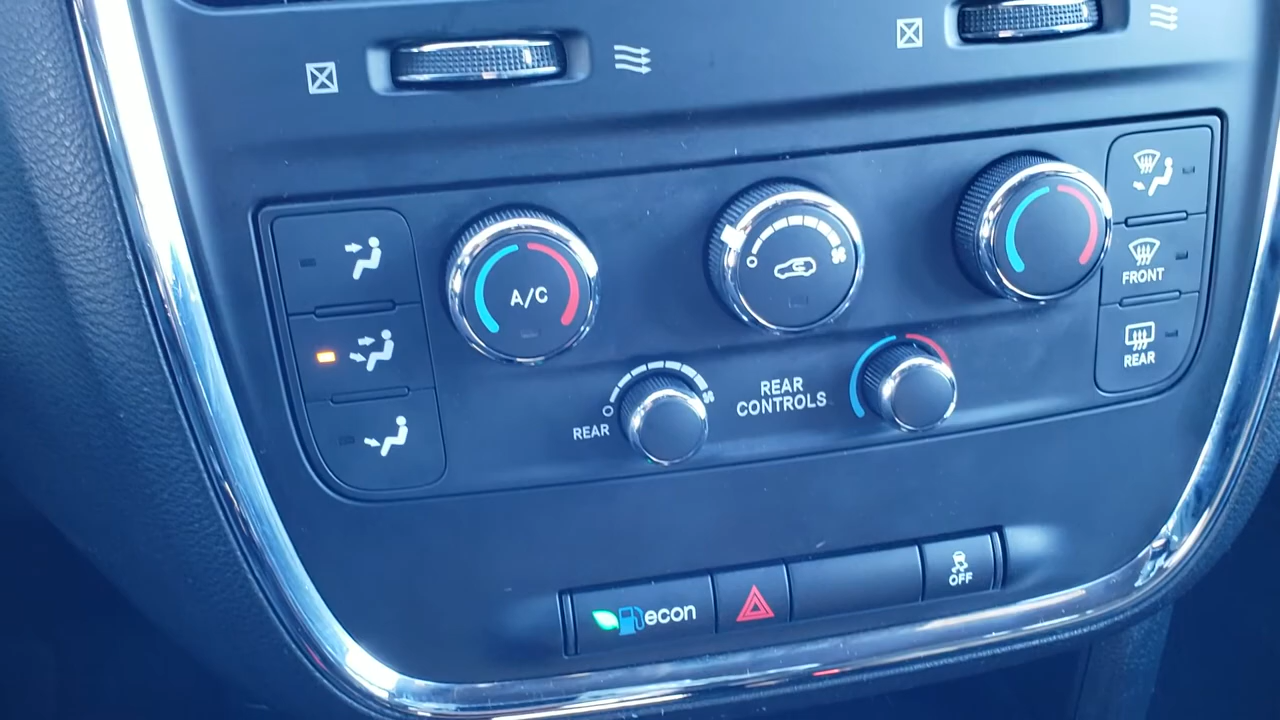 A/C
FRONT
REAR
REAR
REAR
CONTROLS
econ
OFF